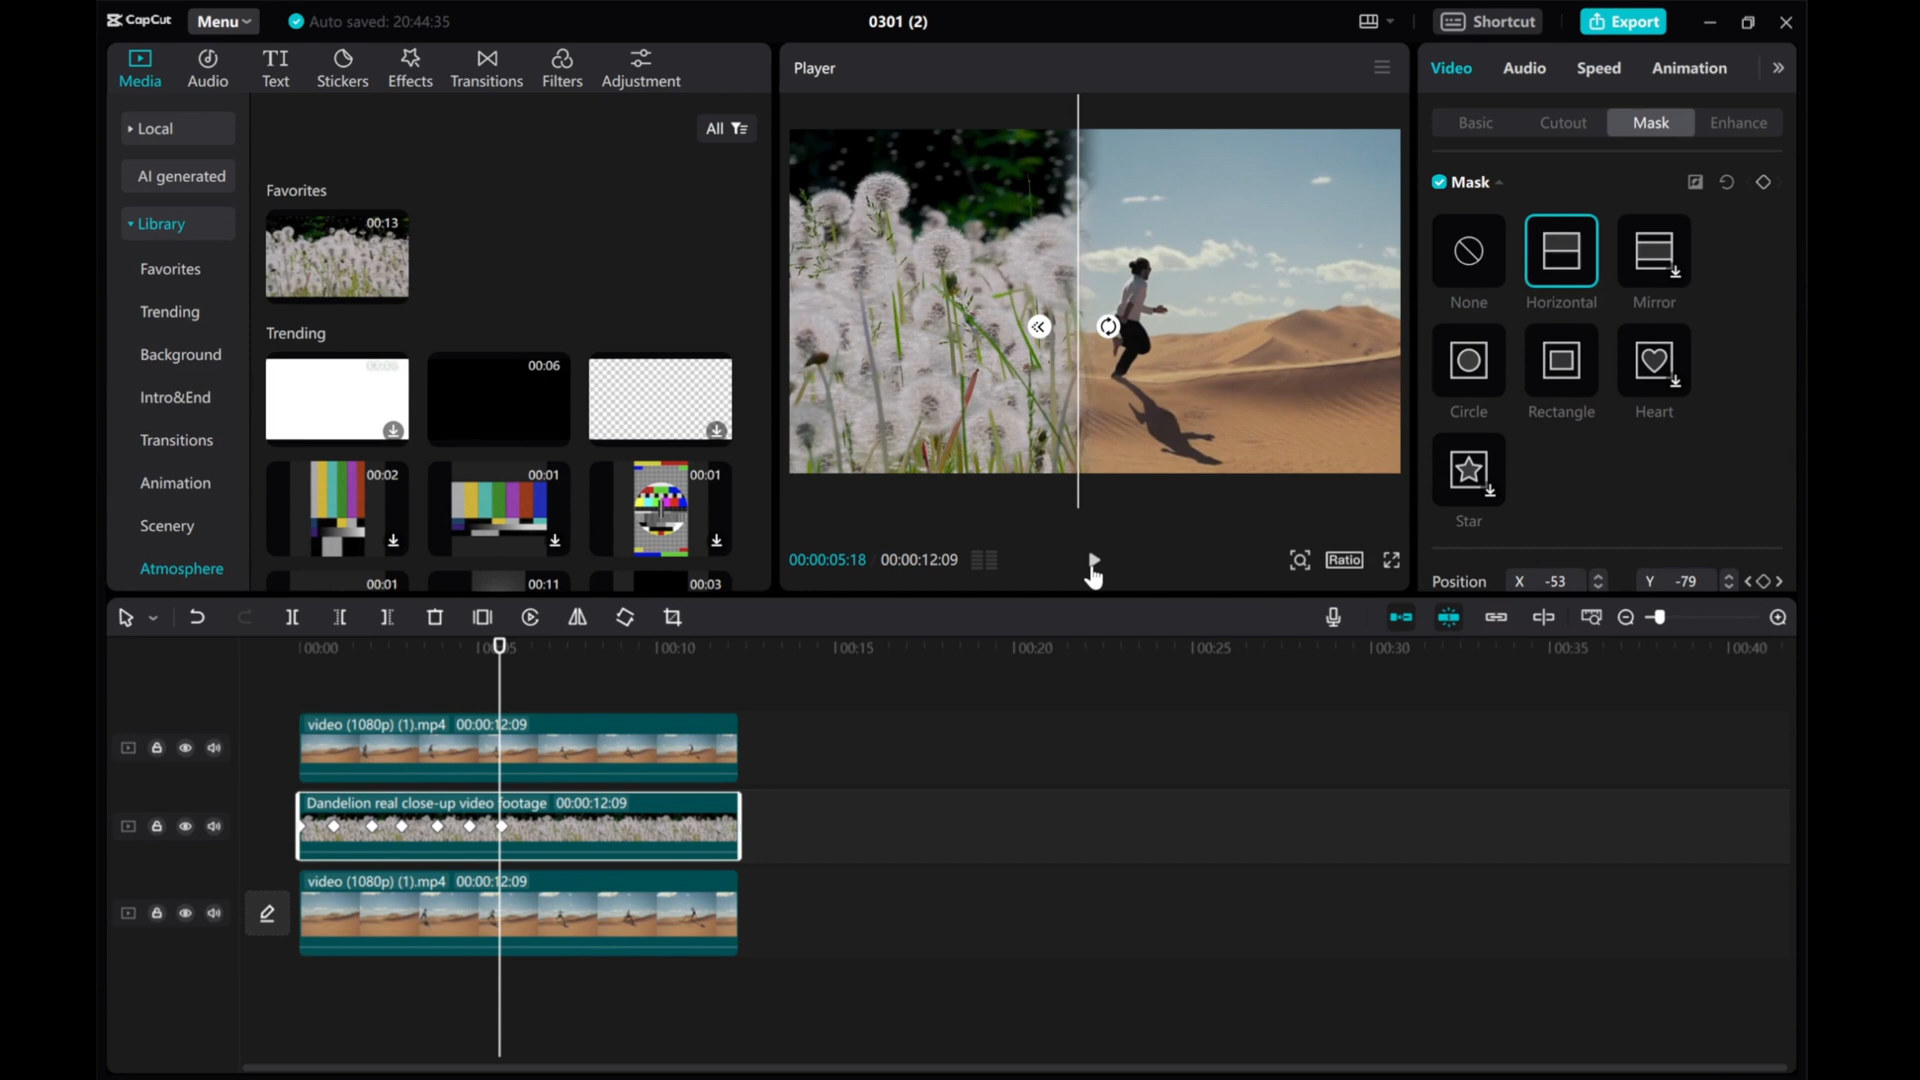 CapCut
Menu
Auto saved: 20:44:35
0301 (2)
Shortcut
Export
Media
Audio
Text
Stickers
Effects
Transitions
Filters
Adjustment
Player
Video
Audio
Speed
Animation
Local
AI generated
Library
Favorites
Trending
Background
Intro&End
Transitions
Animation
Scenery
Atmosphere
All
Favorites
00:13
Trending
00:06
00:02
00:01
00:01
00:01
00:11
00:03
00:00:05:18
00:00:12:09
Ratio
Basic
Cutout
Mask
Enhance
Mask
None
Horizontal
Mirror
Circle
Rectangle
Heart
Star
Position X -53 Y -79
00:00
00:10
00:15
00:20
00:25
00:30
00:35
00:40
video (1080p) (1).mp4 00:00:12:09
Dandelion real close-up video footage 00:00:12:09
video (1080p) (1).mp4 00:00:12:09